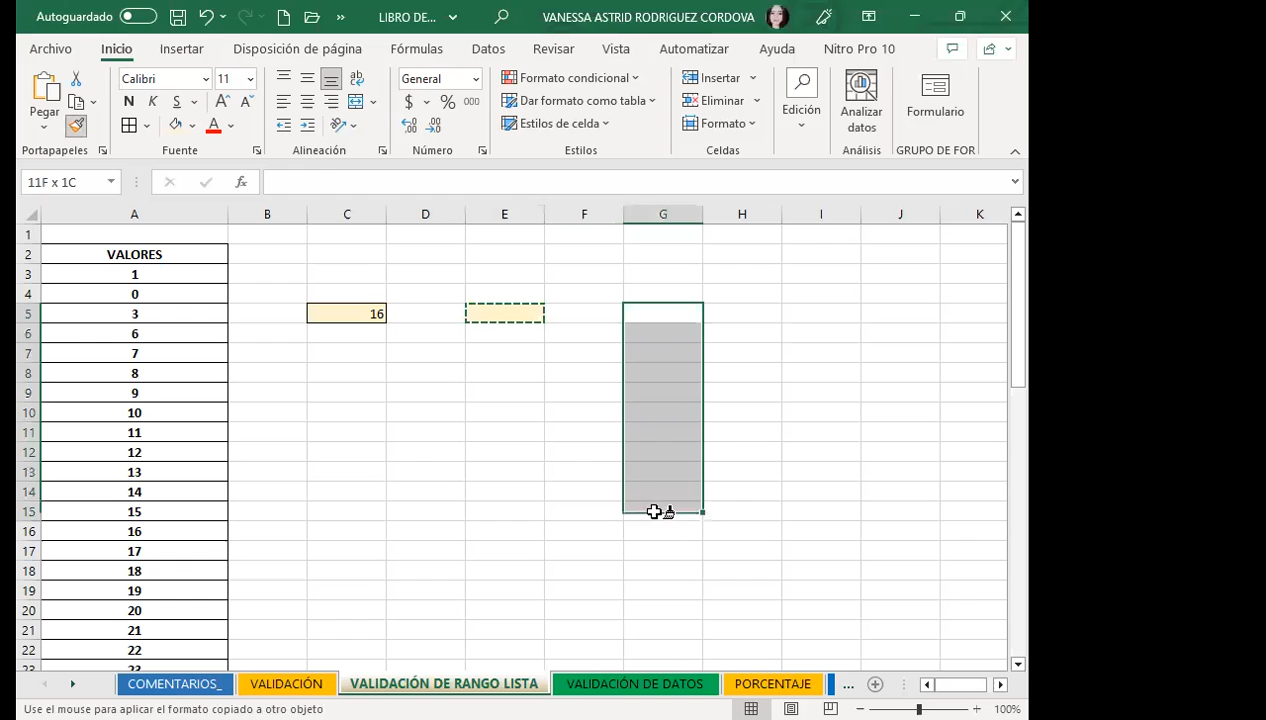 Autoguardado LIBRO DE... VANESSA ASTRID RODRIGUEZ CORDOVA
Archivo Inicio Insertar Disposición de página Fórmulas Datos Revisar Vista Automatizar Ayuda Nitro Pro 10
Pegar
Calibri 11
N K S A A
A
General
$ % 000
Formato condicional
Dar formato como tabla
Estilos de celda
Insertar
Eliminar
Formato
Edición
Analizar
datos
Formulario
Portapapeles Fuente Alineación Número Estilos Celdas Análisis GRUPO DE FOR
11F x 1C fx
A B C D E F G H I J K
1
2 VALORES
3 1
4 0
5 3 16
6 6
7 7
8 8
9 9
10 10
11 11
12 12
13 13
14 14
15 15
16 16
17 17
18 18
19 19
20 20
21 21
22 22
23 23
COMENTARIOS_ VALIDACIÓN VALIDACIÓN DE RANGO LISTA VALIDACIÓN DE DATOS PORCENTAJE ...
Use el mouse para aplicar el formato copiado a otro objeto 100%